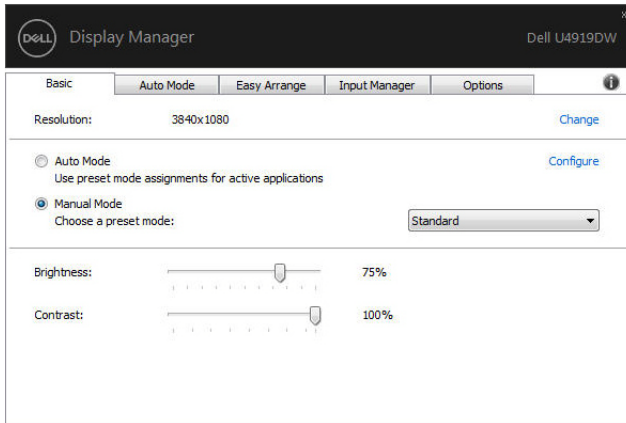 DELL Display Manager Dell U4919DW
x
Basic Auto Mode Easy Arrange Input Manager Options i
Resolution: 3840x1080 Change
Auto Mode Configure
Use preset mode assignments for active applications
Manual Mode
Choose a preset mode: Standard
Brightness: 75%
Contrast: 100%